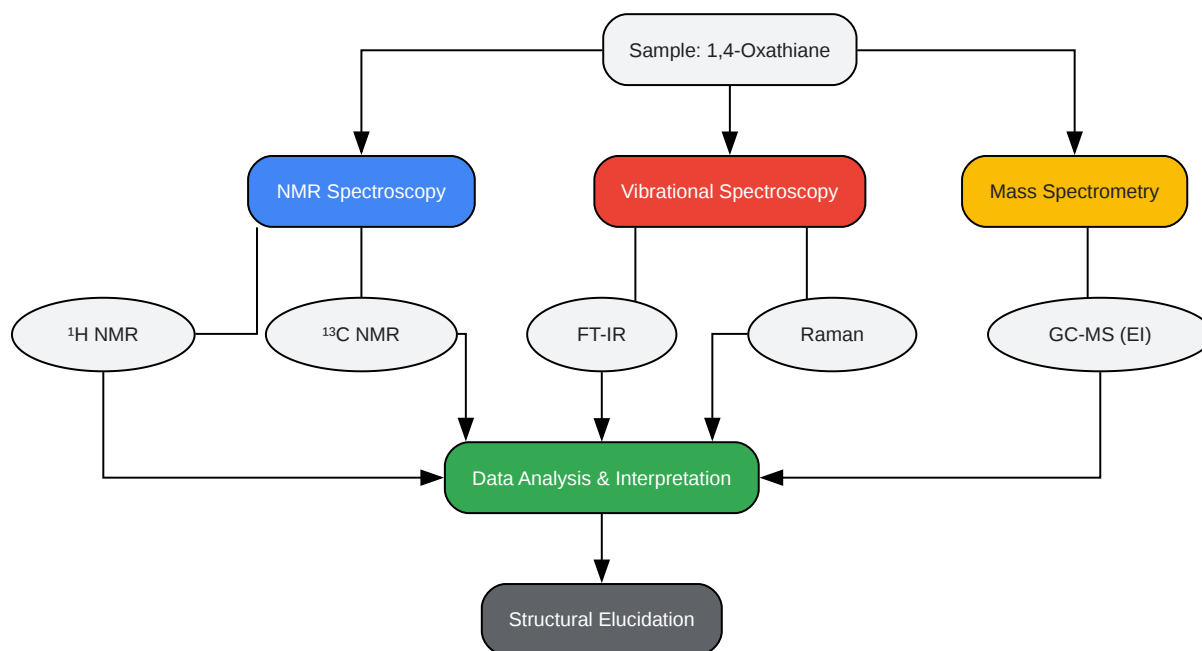 Sample: 1,4-Oxathiane
NMR Spectroscopy
Vibrational Spectroscopy
Mass Spectrometry
¹H NMR
¹³C NMR
FT-IR
Raman
GC-MS (EI)
Data Analysis & Interpretation
Structural Elucidation